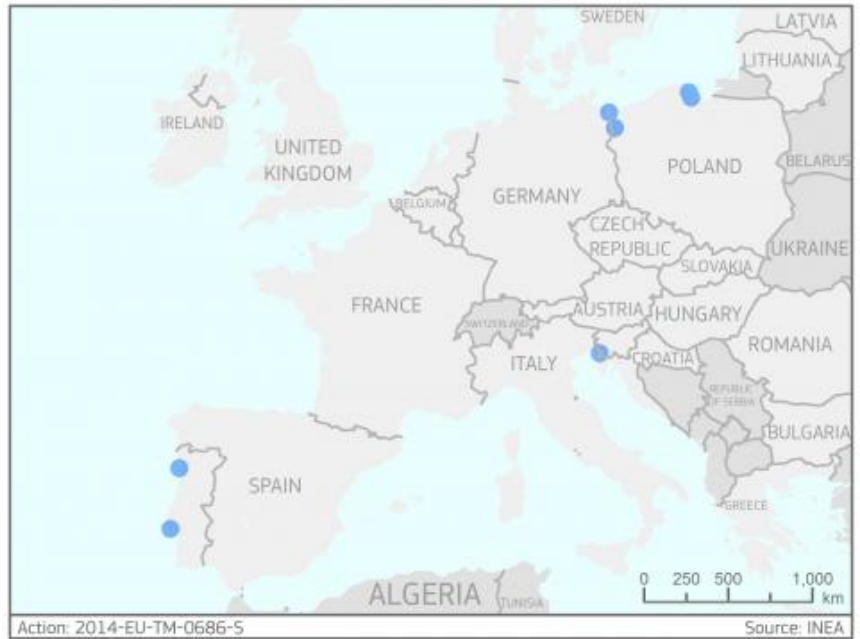 SWEDEN
LATVIA
LITHUANIA
IRELAND
UNITED
KINGDOM
BELARUS
POLAND
GERMANY
BELGIUM
CZECH
REPUBLIC
UKRAINE
SLOVAKIA
FRANCE
AUSTRIA
HUNGARY
SWITZERLAND
ROMANIA
ITALY
CROATIA
REPUBLIC
OF SERBIA
BULGARIA
SPAIN
GREECE
ALGERIA
TUNISIA
0 250 500 1,000
km
Action: 2014-EU-TM-0686-S
Source: INEA